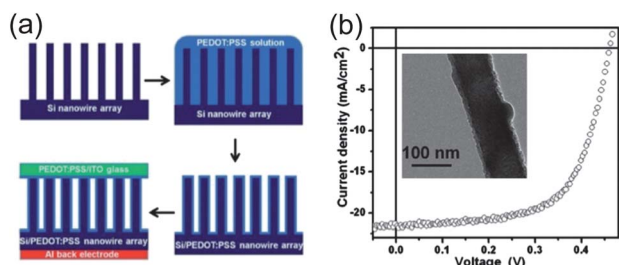 (a)
PEDOT:PSS solution
Si nanowire array
Si nanowire array
PEDOT:PSS/ITO glass
Si/PEDOT:PSS nanowire array
Al back electrode
Si/PEDOT:PSS nanowire array
(b)
Current density (mA/cm²)
0
-5
-10
-15
-20
100 nm
0.0 0.1 0.2 0.3 0.4
Voltage (V)